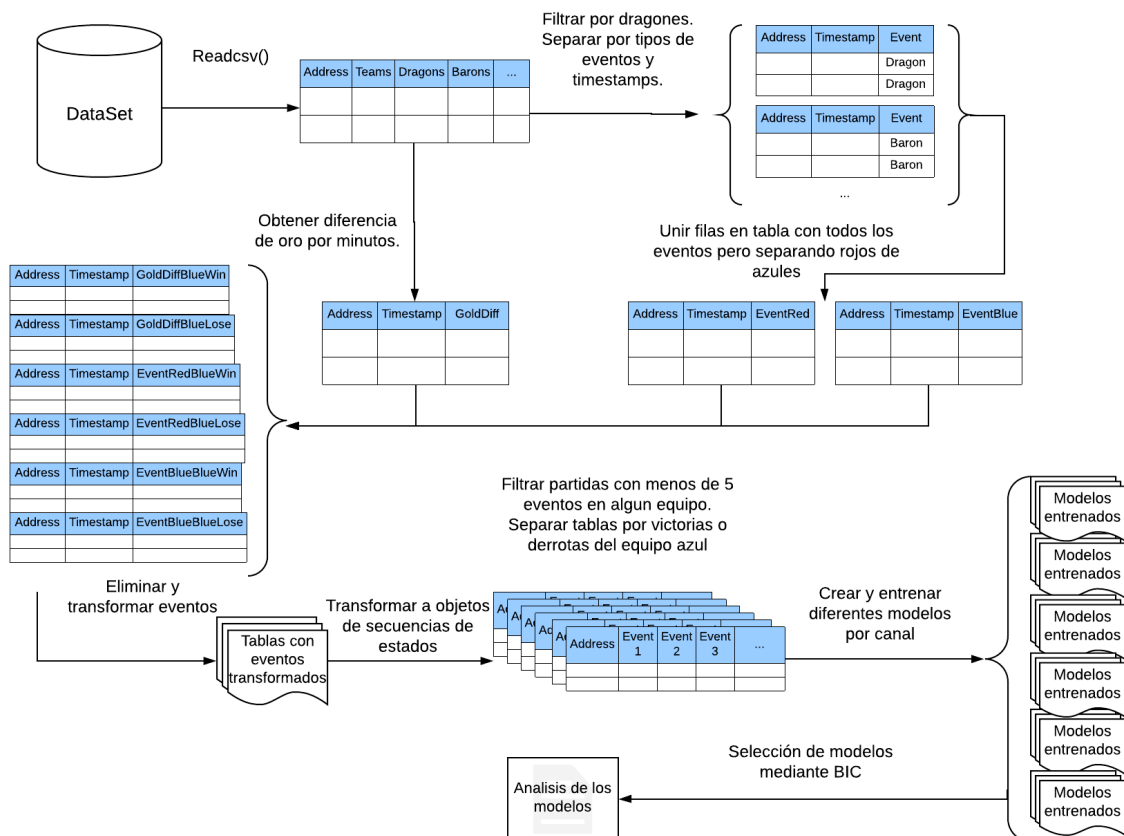 DataSet
Readcsv()
Address Teams Dragons Barons ...
Filtrar por dragones.
Separar por tipos de
eventos y
timestamps.
Address Timestamp Event
Dragon
Dragon
Address Timestamp Event
Baron
Baron
...
Obtener diferencia
de oro por minutos.
Unir filas en tabla con todos los
eventos pero separando rojos de
azules
Address Timestamp GoldDiff
Address Timestamp EventRed
Address Timestamp EventBlue
Address Timestamp GoldDiffBlueWin
Address Timestamp GoldDiffBlueLose
Address Timestamp EventRedBlueWin
Address Timestamp EventRedBlueLose
Address Timestamp EventBlueBlueWin
Address Timestamp EventBlueBlueLose
Filtrar partidas con menos de 5
eventos en algun equipo.
Separar tablas por victorias o
derrotas del equipo azul
Eliminar y
transformar eventos
Tablas con
eventos
transformados
Transformar a objetos
de secuencias de
estados
Address Event 1 Event 2 Event 3 ...
Crear y entrenar
diferentes modelos
por canal
Modelos
entrenados
Modelos
entrenados
Modelos
entrenados
Modelos
entrenados
Modelos
entrenados
Modelos
entrenados
Selección de modelos
mediante BIC
Analisis de los
modelos